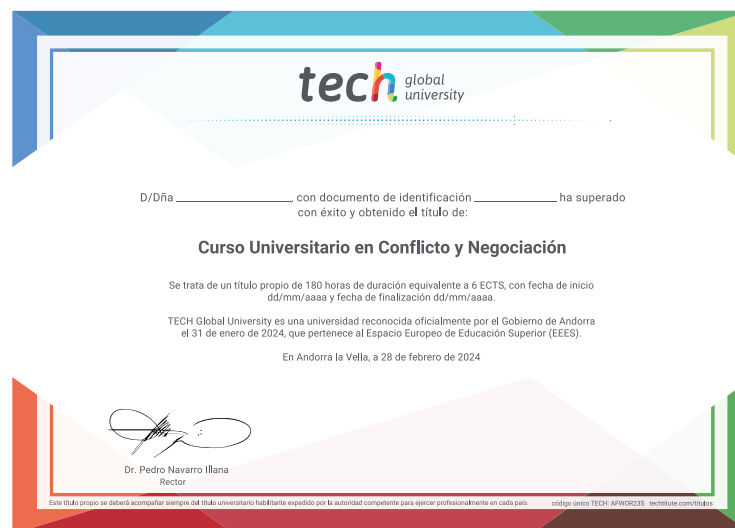 tech global university
D/Dña ____________________, con documento de identificación ______________ ha superado
con éxito y obtenido el título de:
Curso Universitario en Conflicto y Negociación
Se trata de un título propio de 180 horas de duración equivalente a 6 ECTS, con fecha de inicio
dd/mm/aaaa y fecha de finalización dd/mm/aaaa.
TECH Global University es una universidad reconocida oficialmente por el Gobierno de Andorra
el 31 de enero de 2024, que pertenece al Espacio Europeo de Educación Superior (EEES).
En Andorra la Vella, a 28 de febrero de 2024
Dr. Pedro Navarro Illana
Rector
Este título propio se deberá acompañar siempre del título universitario habilitante expedido por la autoridad competente para ejercer profesionalmente en cada país. código único TECH: AFWOR23S techtitute.com/titulos